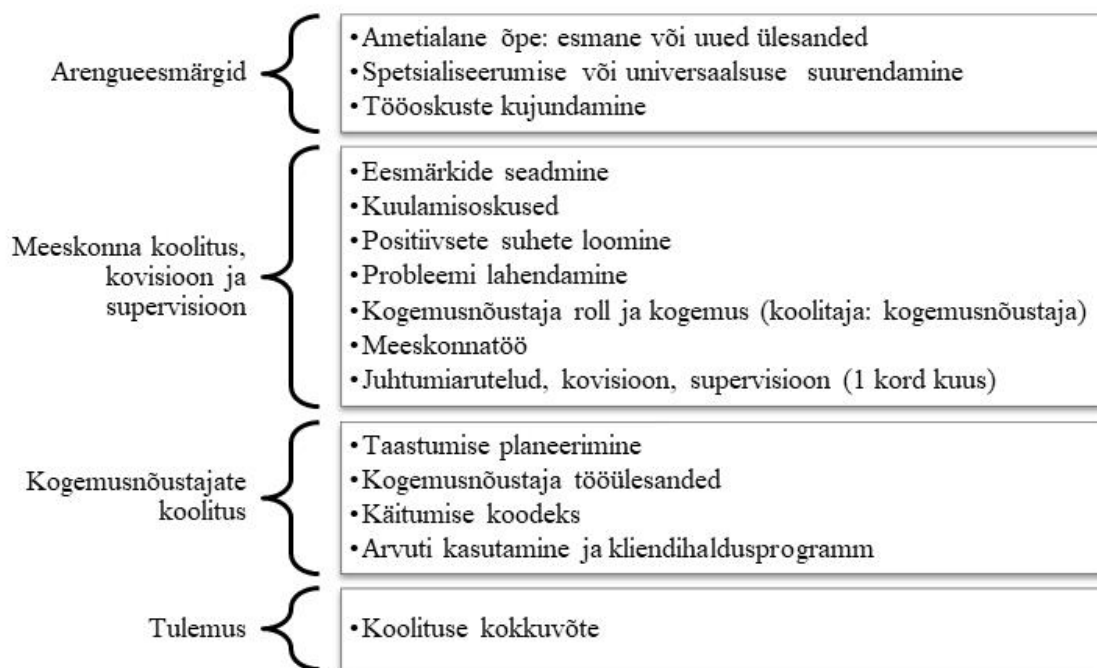 Arengueesmärgid
•Ametialane õpe: esmane või uued ülesanded
•Spetsialiseerumise või universaalsuse suurendamine
•Tööoskuste kujundamine
Meeskonna koolitus,
kovisioon ja
supervisioon
•Eesmärkide seadmine
•Kuulamisoskused
•Positiivsete suhete loomine
•Probleemi lahendamine
•Kogemusnõustaja roll ja kogemus (koolitaja: kogemusnõustaja)
•Meeskonnatöö
•Juhtumiarutelud, kovisioon, supervisioon (1 kord kuus)
Kogemusnõustajate
koolitus
•Taastumise planeerimine
•Kogemusnõustaja tööülesanded
•Käitumise koodeks
•Arvuti kasutamine ja kliendihaldusprogramm
Tulemus
•Koolituse kokkuvõte